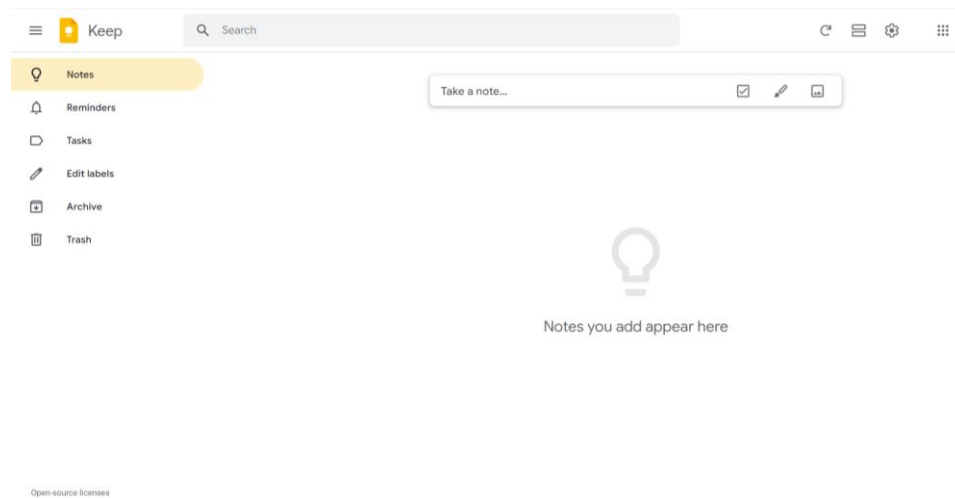 Keep
Search
Notes
Take a note...
Reminders
Tasks
Edit labels
Archive
Trash
Notes you add appear here
Open-source licenses